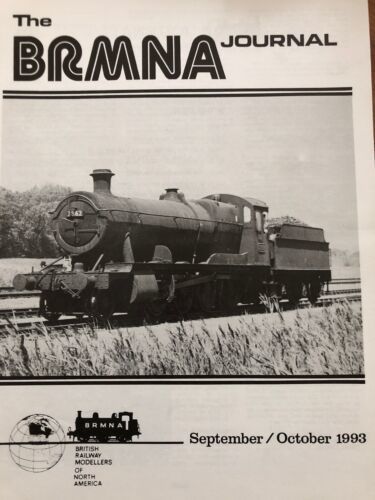 The
BRMNA JOURNAL
BRMNA
September / October 1993
BRITISH
RAILWAY
MODELLERS
OF
NORTH
AMERICA